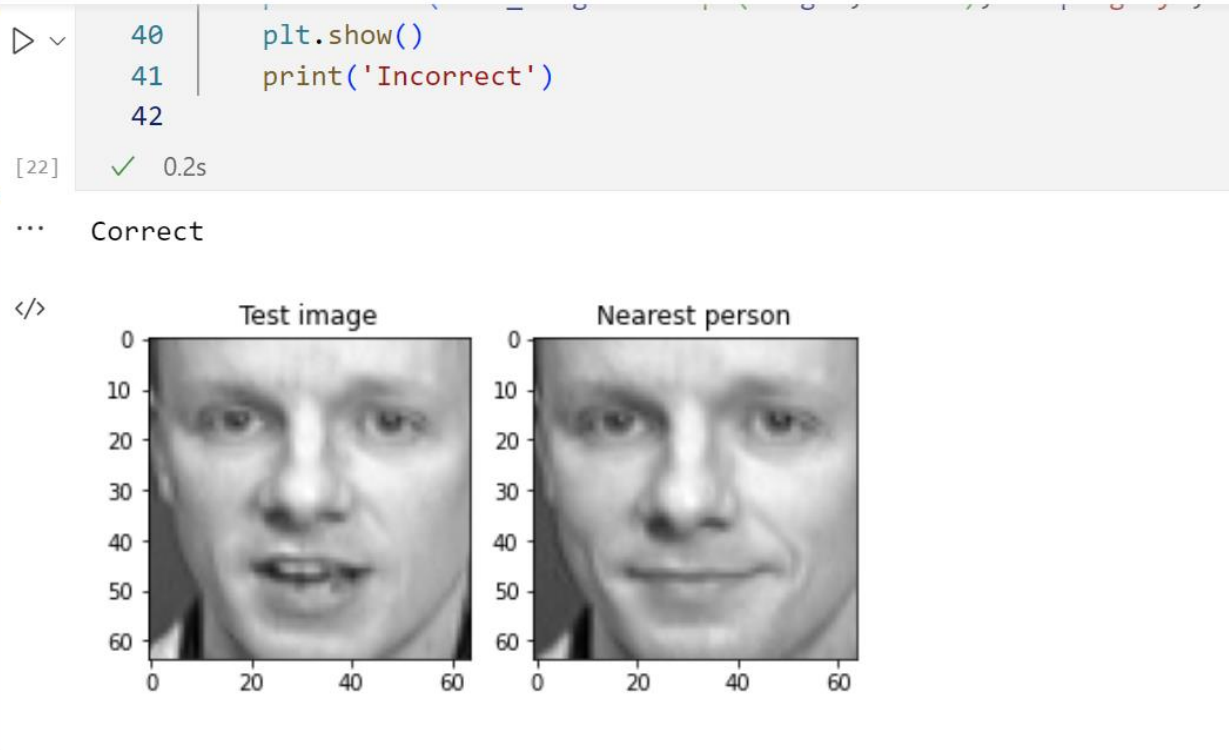 40 plt.show()
41 print('Incorrect')
42
[22] ✓ 0.2s
... Correct
</>
Test image Nearest person
0 0
10 10
20 20
30 30
40 40
50 50
60 60
0 20 40 60 0 20 40 60